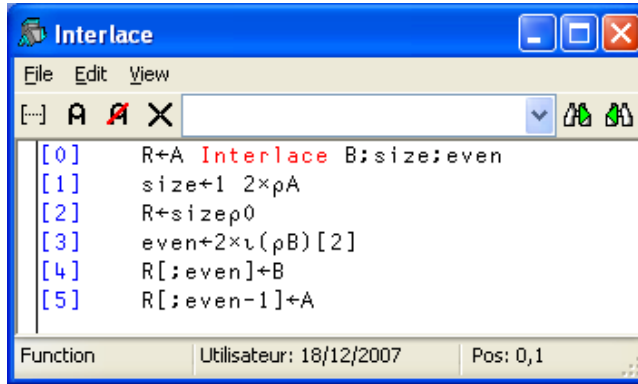 Interlace
File Edit View
[0] R←A Interlace B;size;even
[1] size←1 2×⍴A
[2] R←size⍴0
[3] even←2×⍳(⍴B)[2]
[4] R[;even]←B
[5] R[;even-1]←A
Function Utilisateur: 18/12/2007 Pos: 0,1